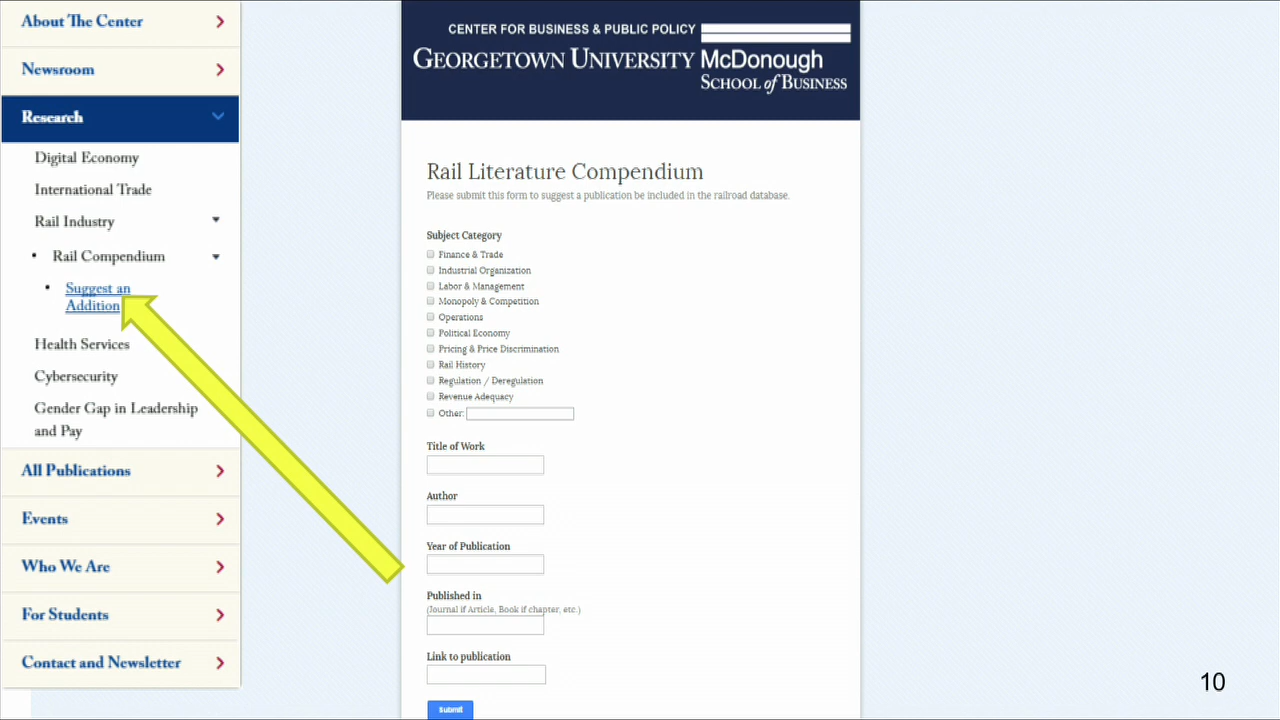 About The Center
Newsroom
Research
Digital Economy
International Trade
Rail Industry
Rail Compendium
Suggest an
Addition
Health Services
Cybersecurity
Gender Gap in Leadership
and Pay
All Publications
Events
Who We Are
For Students
Contact and Newsletter
CENTER FOR BUSINESS & PUBLIC POLICY
GEORGETOWN UNIVERSITY McDonough
SCHOOL of BUSINESS
Rail Literature Compendium
Please submit this form to suggest a publication be included in the railroad database.
Subject Category
Finance & Trade
Industrial Organization
Labor & Management
Monopoly & Competition
Operations
Political Economy
Pricing & Price Discrimination
Rail History
Regulation / Deregulation
Revenue Adequacy
Other:
Title of Work
Author
Year of Publication
Published in
(Journal if Article, Book if chapter, etc.)
Link to publication
Submit
10